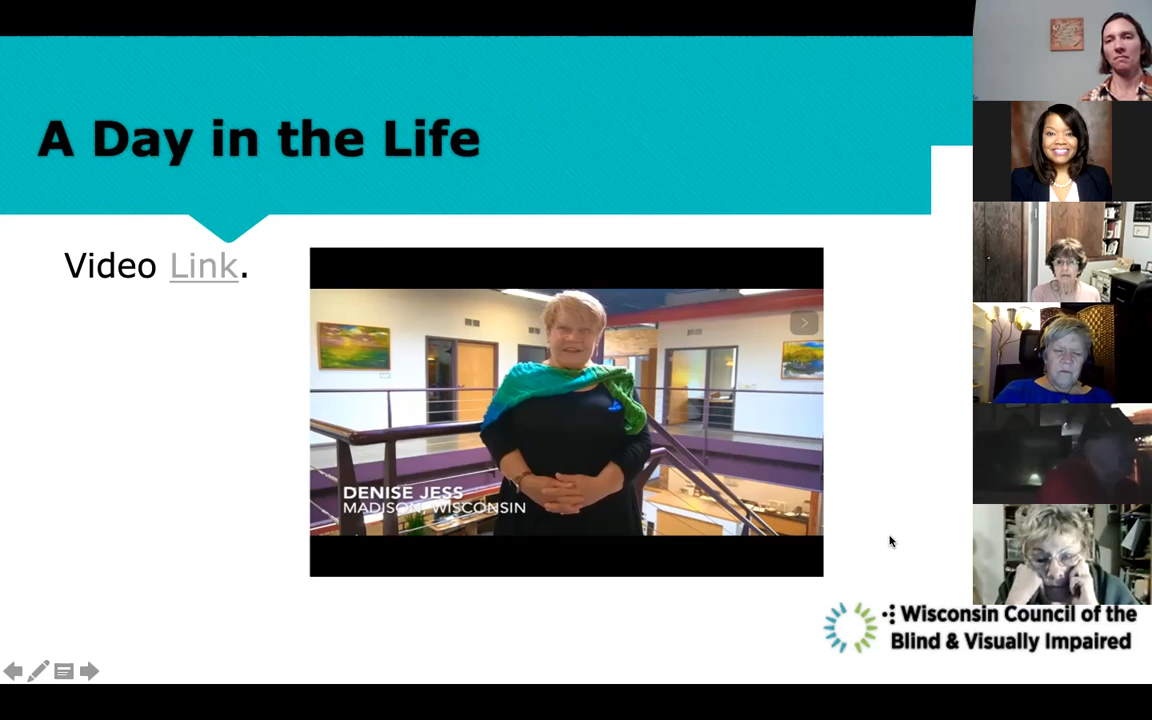 A Day in the Life
Video Link.
DENISE JESS
MADISON, WISCONSIN
Wisconsin Council of the
Blind & Visually Impaired